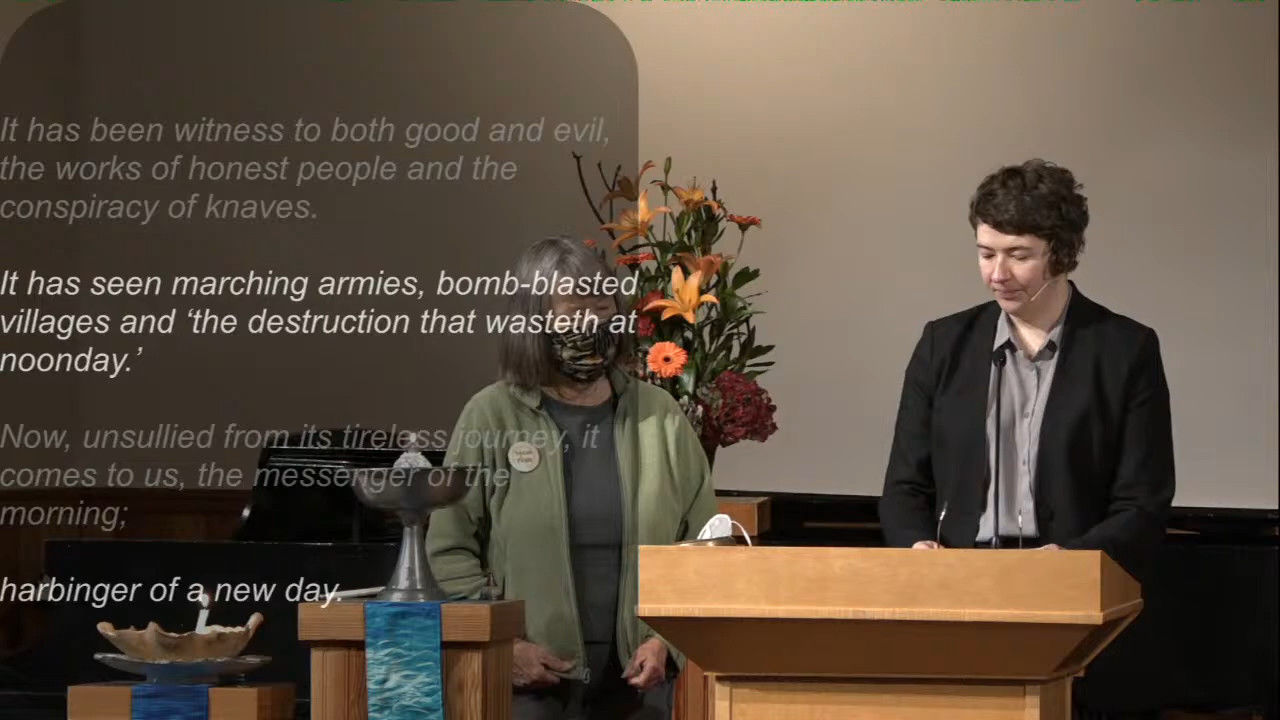 It has been witness to both good and evil,
the works of honest people and the
conspiracy of knaves.
It has seen marching armies, bomb-blasted
villages and ‘the destruction that wasteth at
noonday.’
Now, unsullied from its tireless journey, it
comes to us, the messenger of the
morning;
harbinger of a new day.